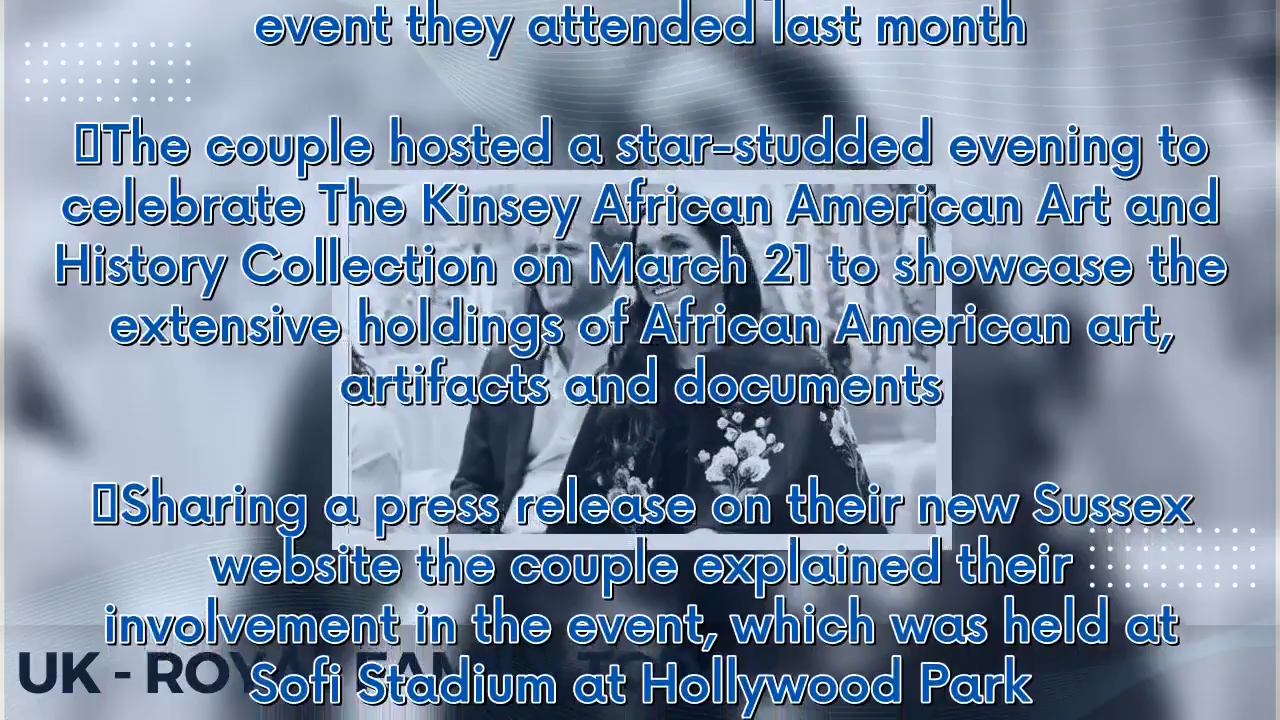 event they attended last month
The couple hosted a star-studded evening to
celebrate The Kinsey African American Art and
History Collection on March 21 to showcase the
extensive holdings of African American art,
artifacts and documents
Sharing a press release on their new Sussex
website the couple explained their
involvement in the event, which was held at
Sofi Stadium at Hollywood Park
UK - ROYAL FAMILY